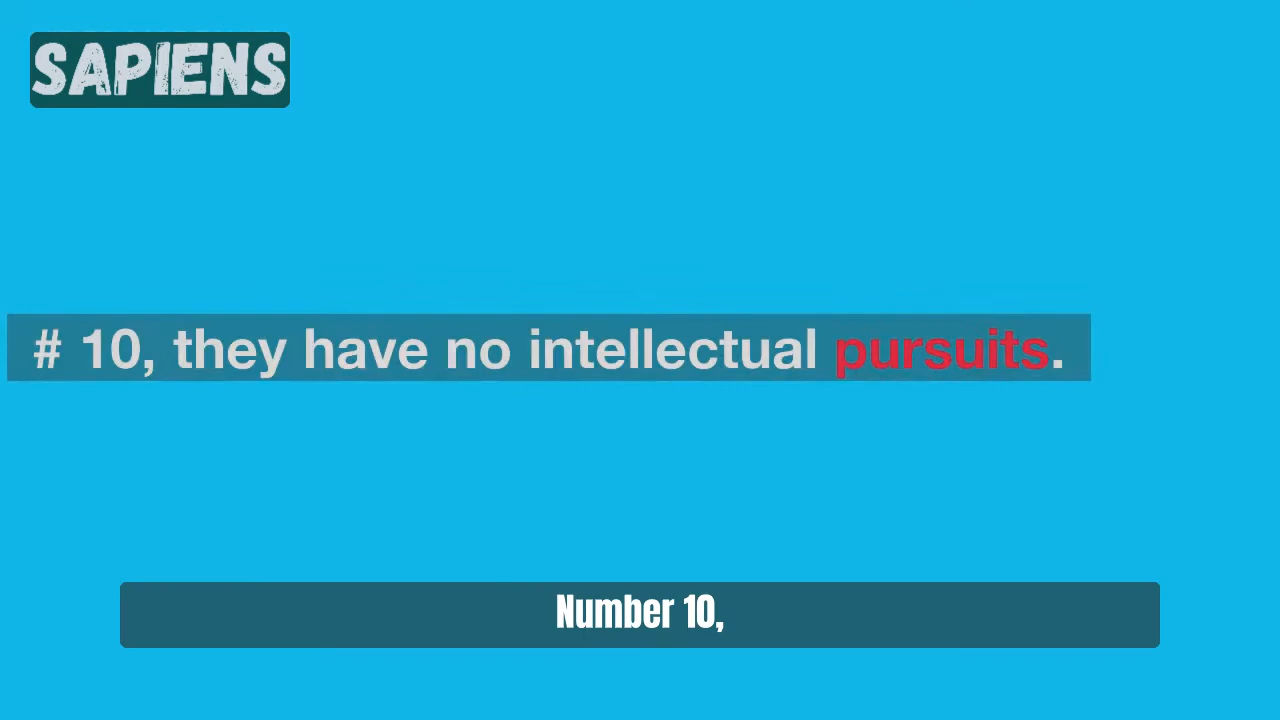 SAPIENS
# 10, they have no intellectual pursuits.
Number 10,